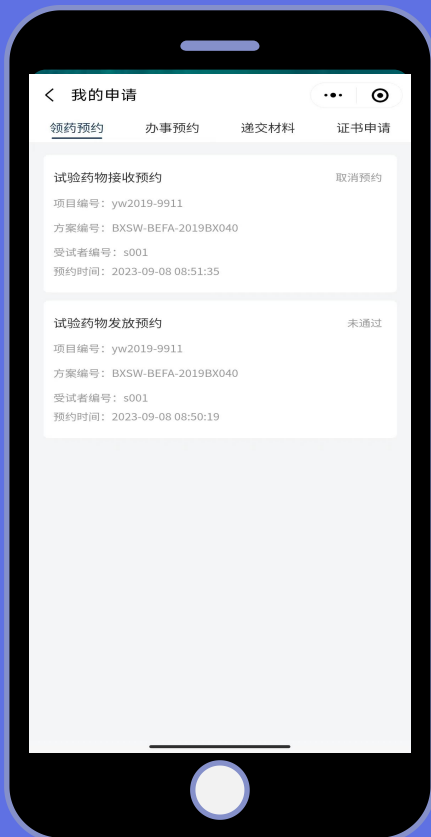 我的申请
领药预约 办事预约 递交材料 证书申请
试验药物接收预约 取消预约
项目编号：yw2019-9911
方案编号：BXSW-BEFA-2019BX040
受试者编号：s001
预约时间：2023-09-08 08:51:35
试验药物发放预约 未通过
项目编号：yw2019-9911
方案编号：BXSW-BEFA-2019BX040
受试者编号：s001
预约时间：2023-09-08 08:50:19